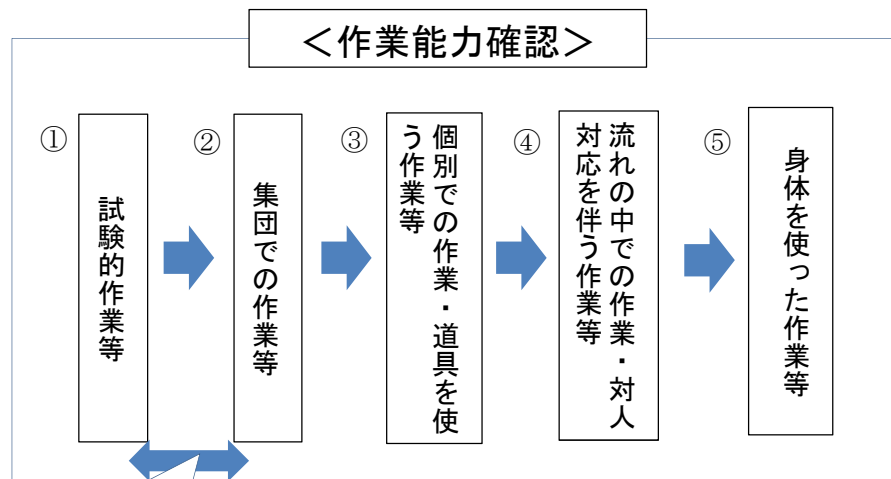 <作業能力確認>
①
試験的作業等
②
集団での作業等
③
個別での作業・道具を使
う作業等
④
流れの中での作業・対人
対応を伴う作業等
⑤
身体を使った作業等